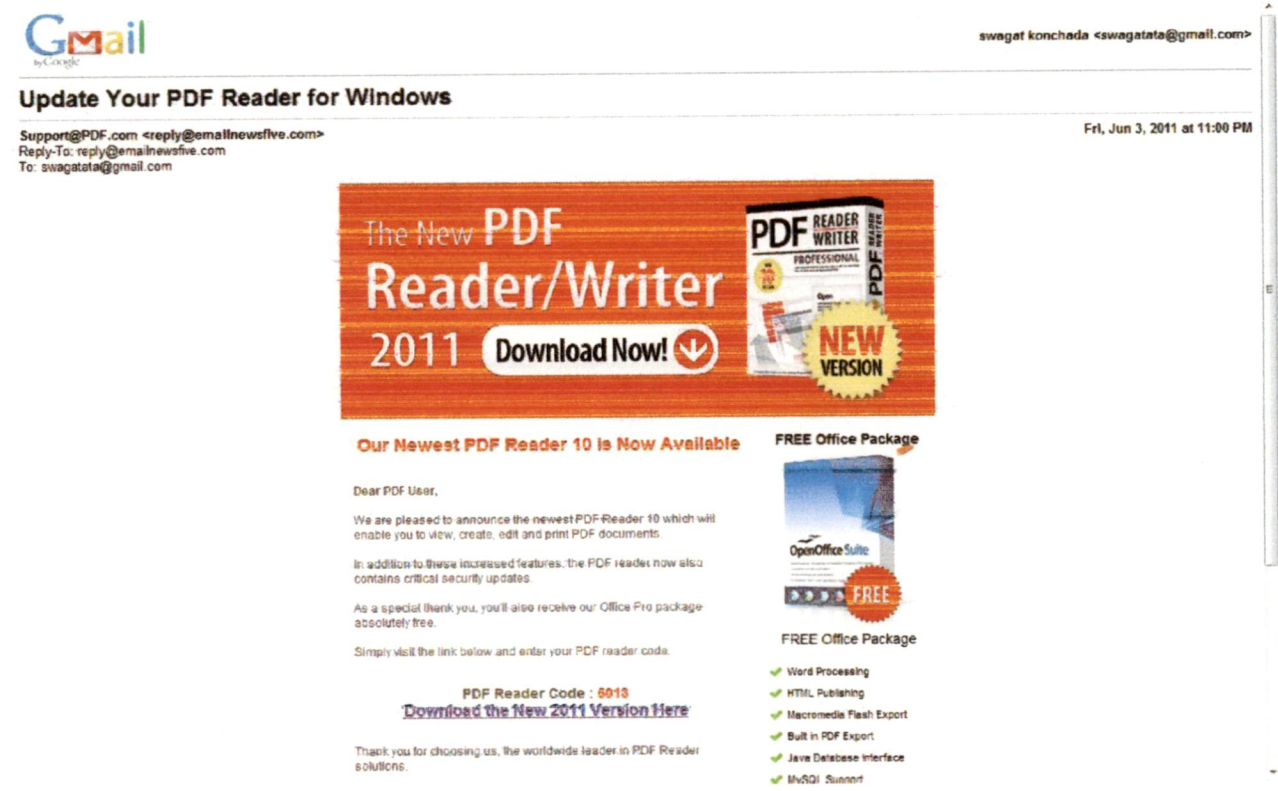 Gmail
by Google
swagat konchada <swagatata@gmail.com>
Update Your PDF Reader for Windows
Support@PDF.com <reply@emailnewsfive.com>
Reply-To: reply@emailnewsfive.com
To: swagatata@gmail.com
Fri, Jun 3, 2011 at 11:00 PM
The New PDF
Reader/Writer
2011 Download Now!
PDF READER
WRITER
PROFESSIONAL
Open
PDF READER
WRITER
NEW
VERSION
Our Newest PDF Reader 10 is Now Available
Dear PDF User,
We are pleased to announce the newest PDF Reader 10 which will
enable you to view, create, edit and print PDF documents
In addition to these increased features, the PDF reader now also
contains critical security updates.
As a special thank you, you'll also receive our Office Pro package
absolutely free.
Simply visit the link below and enter your PDF reader code.
PDF Reader Code : 6013
Download the New 2011 Version Here
Thank you for choosing us, the worldwide leader in PDF Reader
solutions.
FREE Office Package
OpenOffice Suite
FREE
FREE Office Package
Word Processing
HTML Publishing
Macromedia Flash Export
Built in PDF Export
Java Database Interface
MySQL Support